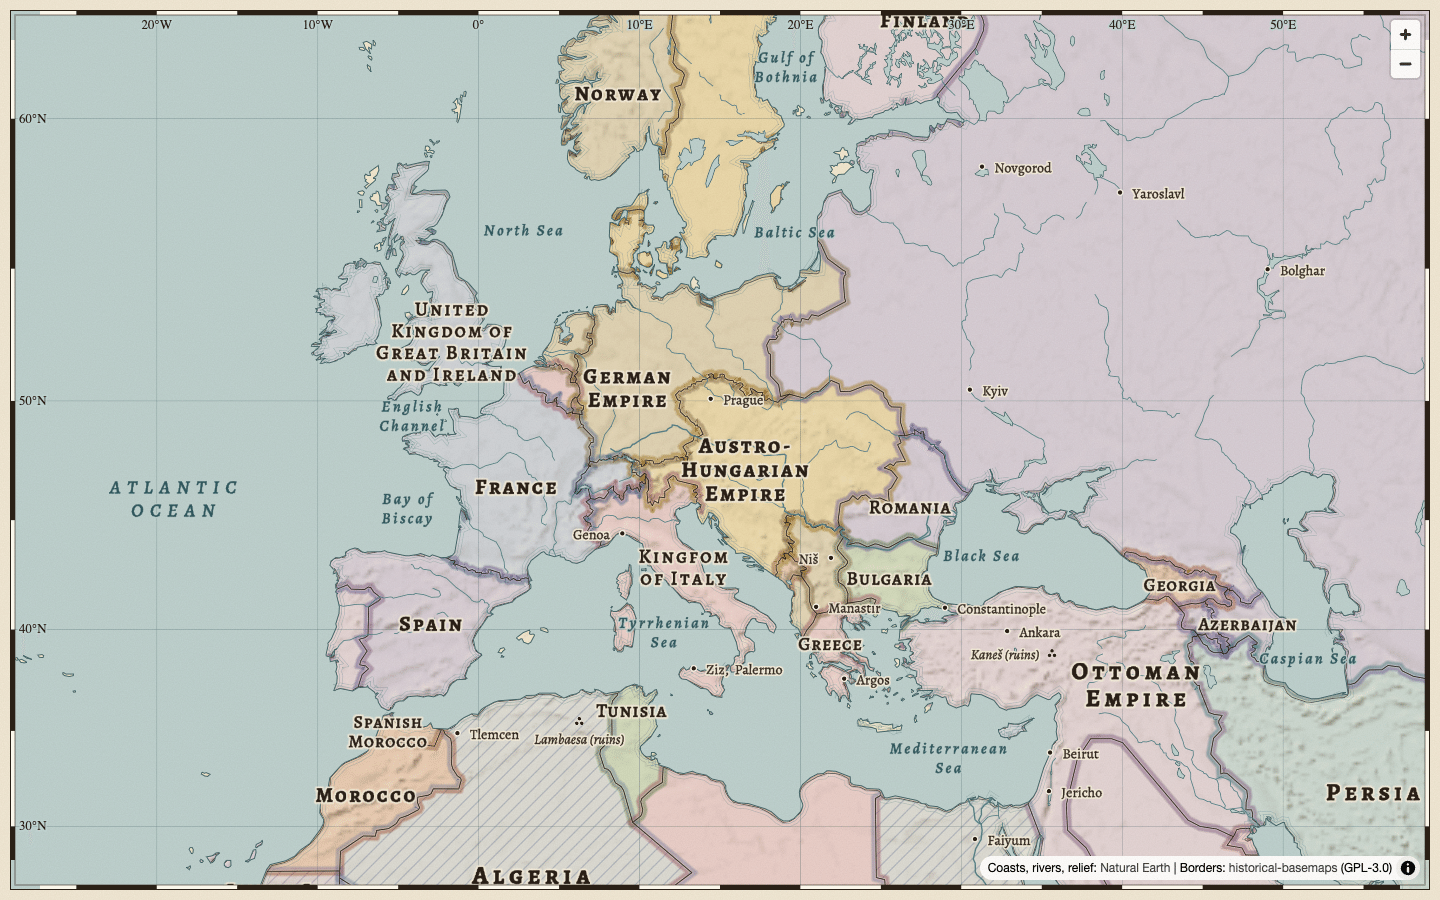 20°W
10°W
0°
10°E
20°E
30°E
40°E
50°E
+
−
FINLAND
Gulf of
Bothnia
NORWAY
60°N
Novgorod
Yaroslavl
North Sea
Baltic Sea
Bolghar
UNITED
KINGDOM OF
GREAT BRITAIN
AND IRELAND
GERMAN
EMPIRE
Kyiv
Prague
50°N
English
Channel
AUSTRO-
HUNGARIAN
EMPIRE
ATLANTIC
OCEAN
FRANCE
Bay of
Biscay
ROMANIA
Genoa
KINGFOM
OF ITALY
Niš
Black Sea
BULGARIA
GEORGIA
Manastır
Constantinople
SPAIN
40°N
Tyrrhenian
Sea
Ankara
AZERBAIJAN
GREECE
Kaneš (ruins)
Caspian Sea
Ziz, Palermo
Argos
OTTOMAN
EMPIRE
TUNISIA
SPANISH
MOROCCO
Tlemcen
Lambaesa (ruins)
Mediterranean
Sea
Beirut
MOROCCO
Jericho
PERSIA
30°N
Faiyum
ALGERIA
Coasts, rivers, relief: Natural Earth | Borders: historical-basemaps (GPL-3.0)